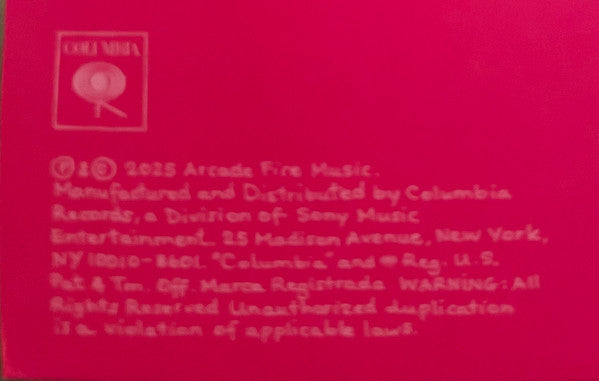 COLUMBIA
Ⓟ & Ⓒ 2025 Arcade Fire Music.
Manufactured and Distributed by Columbia
Records, a Division of Sony Music
Entertainment. 25 Madison Avenue, New York,
NY 10010-8601. "Columbia" and Reg. U.S.
Pat & Tm. Off. Marca Registrada WARNING: All
Rights Reserved Unauthorized duplication
is a violation of applicable laws.